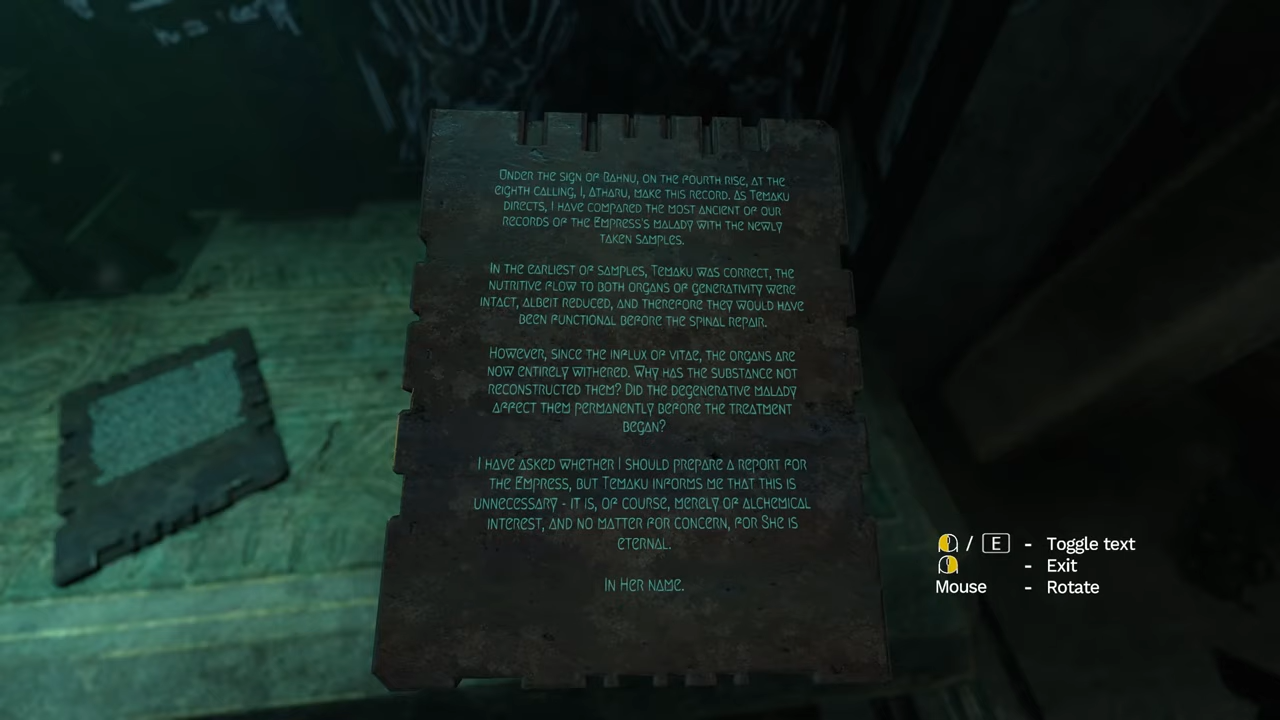 Under the sign of Rahnu, on the fourth rise, at the
eighth calling, I, Atharu, make this record. As Temaku
directs, I have compared the most ancient of our
records of the Empress's malady with the newly
taken samples.
In the earliest of samples, Temaku was correct, the
nutritive flow to both organs of generativity were
intact, albeit reduced, and therefore they would have
been functional before the spinal repair.
However, since the influx of vitae, the organs are
now entirely withered. Why has the substance not
reconstructed them? Did the degenerative malady
affect them permanently before the treatment
began?
I have asked whether I should prepare a report for
the Empress, but Temaku informs me that this is
unnecessary - it is, of course, merely of alchemical
interest, and no matter for concern, for She is
eternal.
In Her name.
/ E - Toggle text
- Exit
Mouse - Rotate